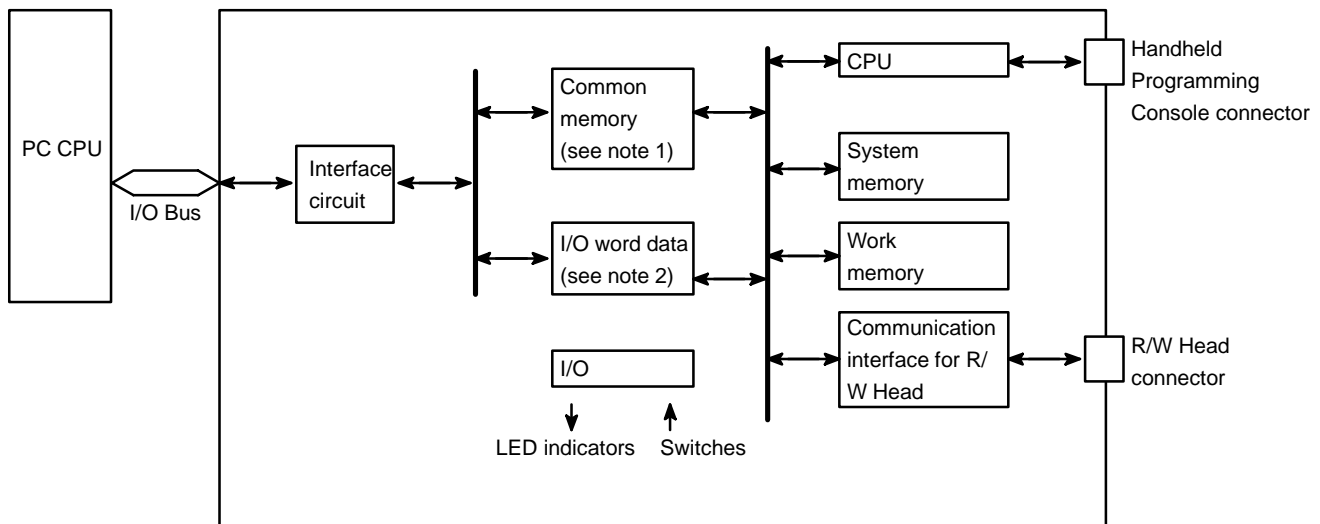 PC CPU
I/O Bus
Interface
circuit
Common
memory
(see note 1)
I/O word data
(see note 2)
I/O
LED indicators
Switches
CPU
System
memory
Work
memory
Communication
interface for R/
W Head
Handheld
Programming
Console connector
R/W Head
connector